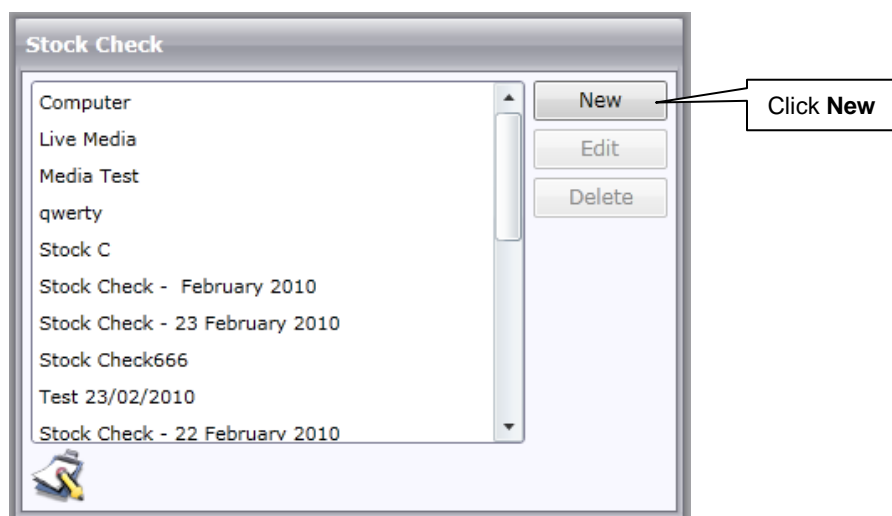 Stock Check
Computer
Live Media
Media Test
qwerty
Stock C
Stock Check -  February 2010
Stock Check - 23 February 2010
Stock Check666
Test 23/02/2010
Stock Check - 22 February 2010
New
Edit
Delete
Click New